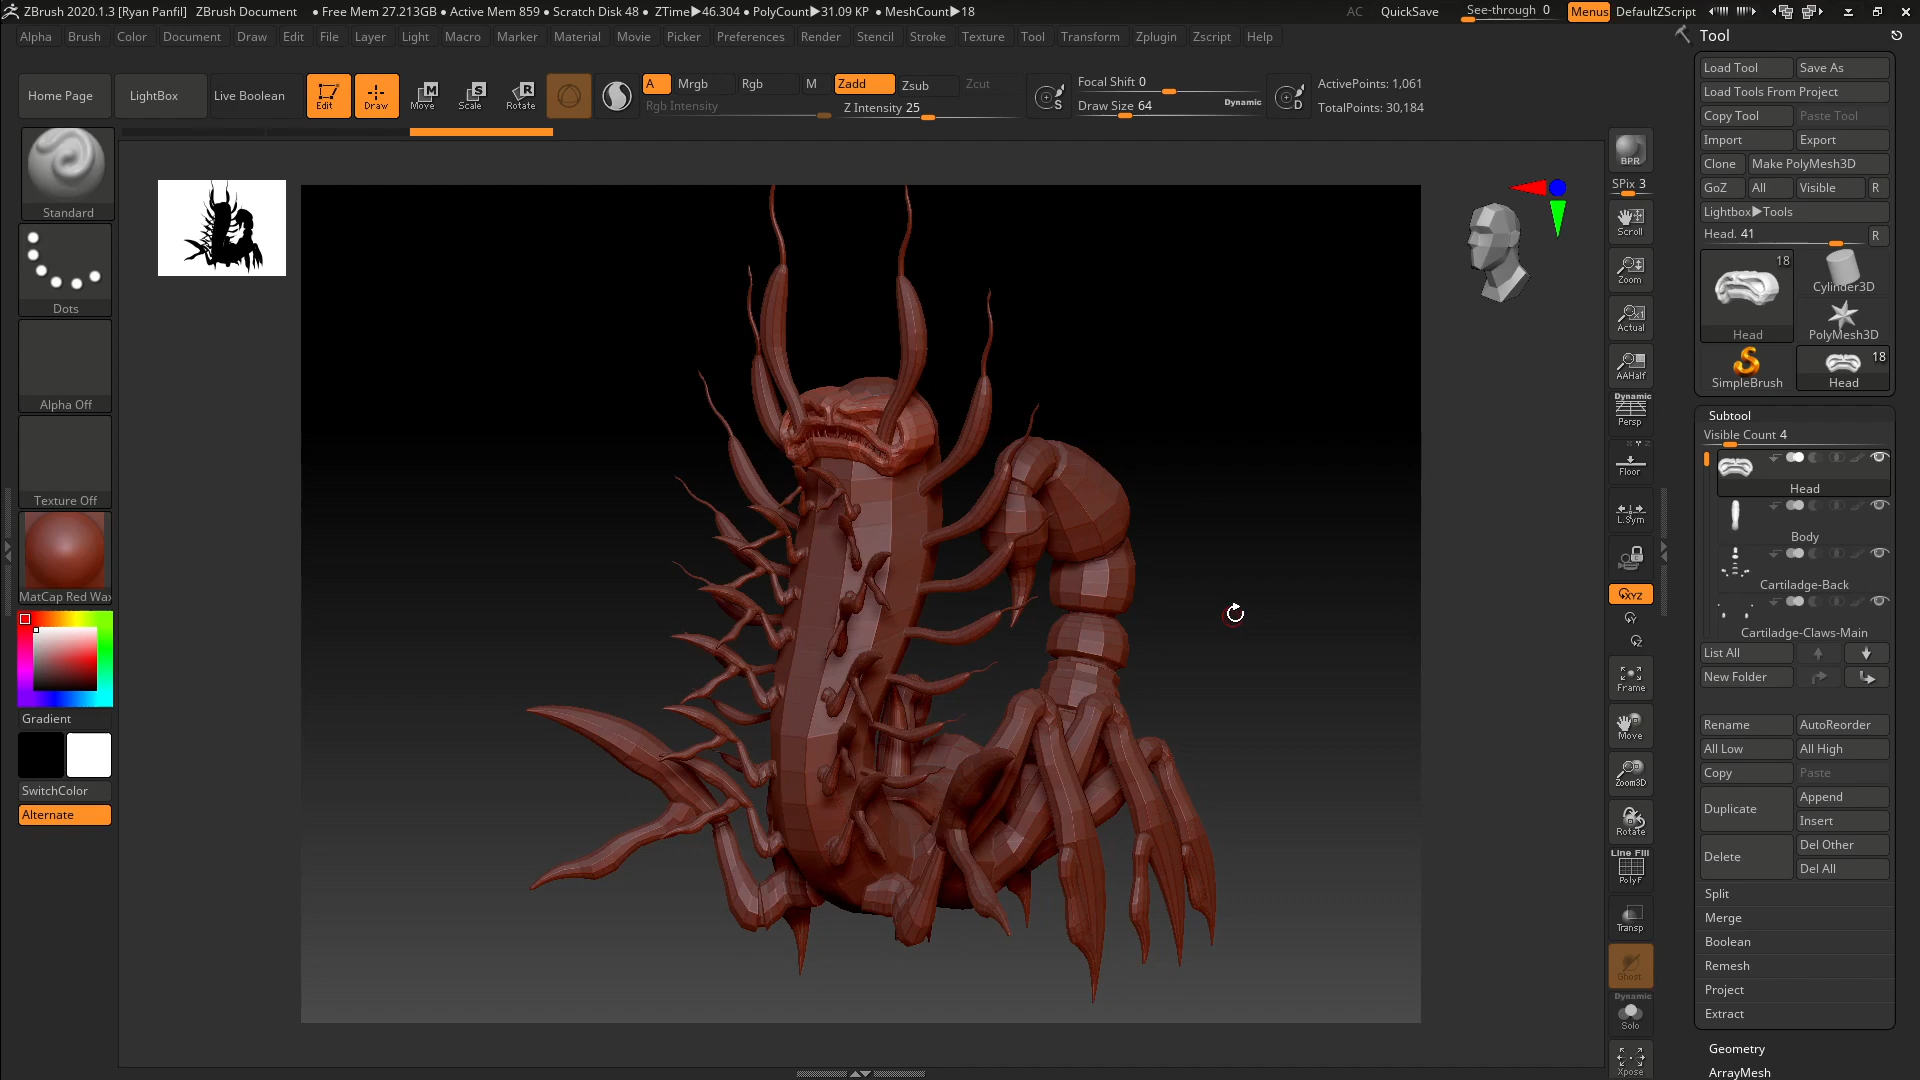 ZBrush 2020.1.3 [Ryan Panfil] ZBrush Document ● Free Mem 27.213GB ● Active Mem 859 ● Scratch Disk 48 ● ZTime▶46.304 ● PolyCount▶31.09 KP ● MeshCount▶18 AC QuickSave See-through 0 Menus DefaultZScript
Alpha Brush Color Document Draw Edit File Layer Light Macro Marker Material Movie Picker Preferences Render Stencil Stroke Texture Tool Transform Zplugin Zscript Help
Home Page LightBox Live Boolean Edit Draw Move Scale Rotate
A Mrgb Rgb M Zadd Zsub Zcut
Rgb Intensity Z Intensity 25
S Focal Shift 0
Draw Size 64 Dynamic
D ActivePoints: 1,061
TotalPoints: 30,184
Standard
Dots
Alpha Off
Texture Off
MatCap Red Wax
Gradient
SwitchColor
Alternate
BPR
SPix 3
Scroll
Zoom
Actual
AAHalf
Dynamic
Persp
Floor
L.Sym
XYZ
Y
Z
Frame
Move
Zoom3D
Rotate
Line Fill
PolyF
Transp
Ghost
Dynamic
Solo
Xpose
Tool
Load Tool Save As
Load Tools From Project
Copy Tool Paste Tool
Import Export
Clone Make PolyMesh3D
GoZ All Visible R
Lightbox▶Tools
Head. 41 R
18
Head Cylinder3D
PolyMesh3D
SimpleBrush 18 Head
Subtool
Visible Count 4
Head
Body
Cartiladge-Back
Cartiladge-Claws-Main
List All
New Folder
Rename AutoReorder
All Low All High
Copy Paste
Duplicate Append
Insert
Delete Del Other
Del All
Split
Merge
Boolean
Remesh
Project
Extract
Geometry
ArrayMesh